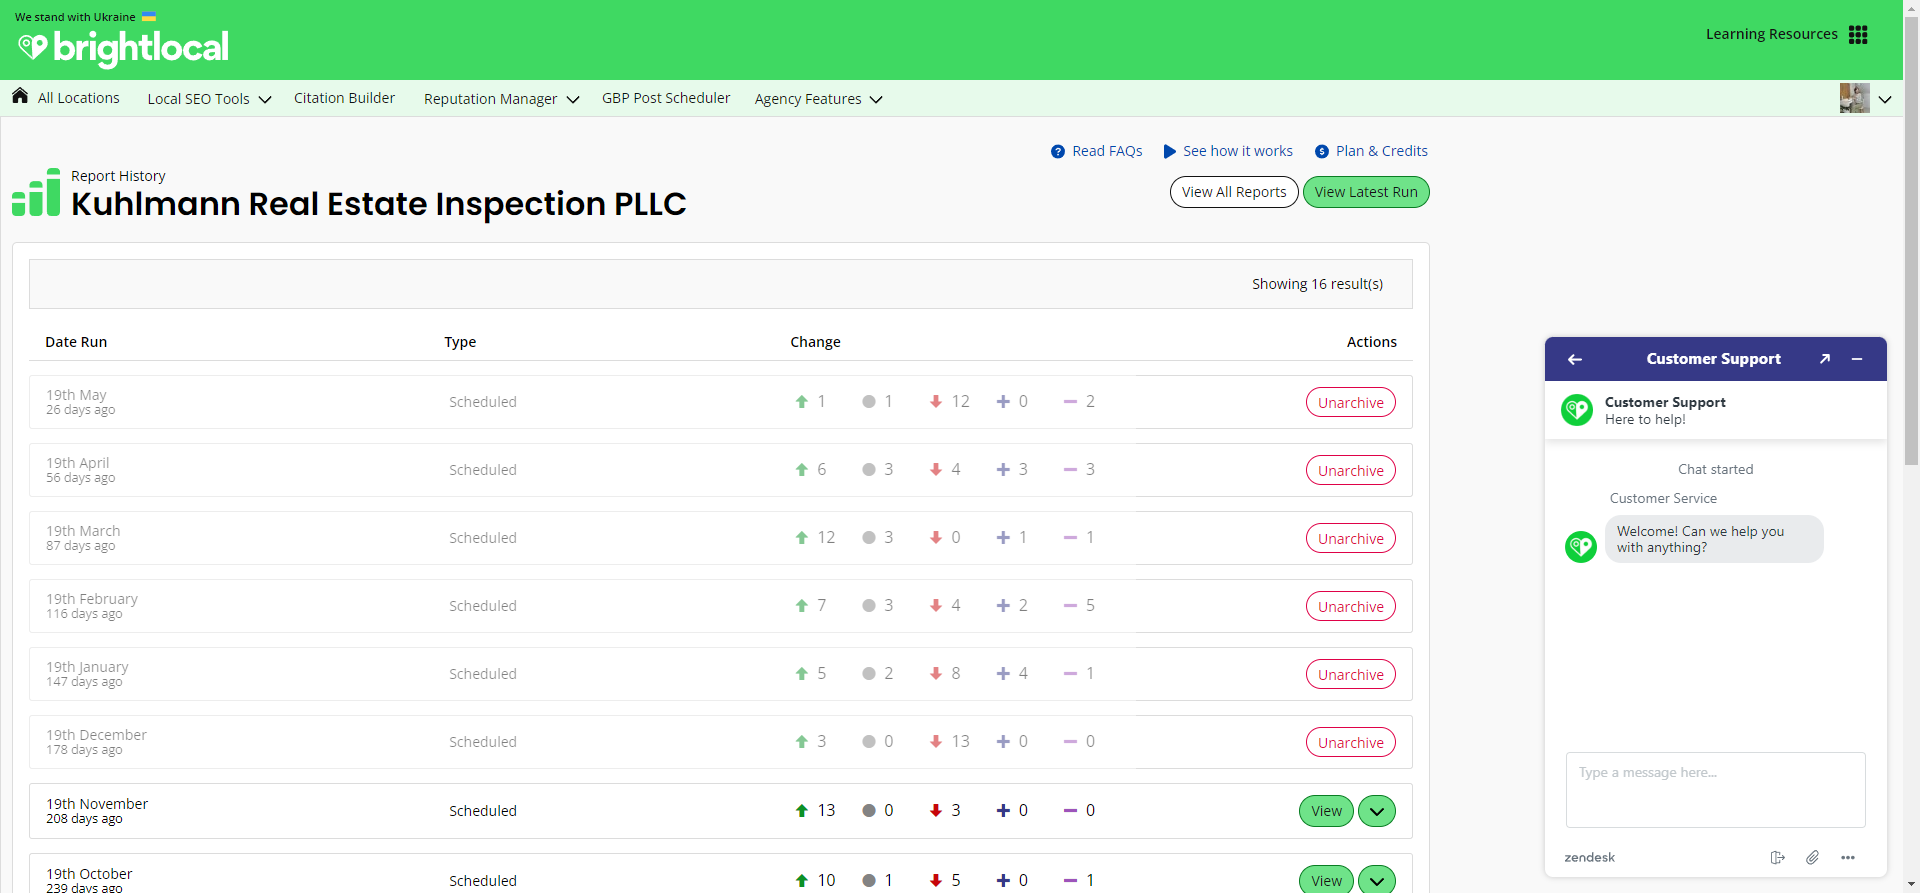 We stand with Ukraine
brightlocal
Learning Resources
All Locations
Local SEO Tools
Citation Builder
Reputation Manager
GBP Post Scheduler
Agency Features
Read FAQs
See how it works
Plan & Credits
Report History
Kuhlmann Real Estate Inspection PLLC
View All Reports
View Latest Run
Showing 16 result(s)
Date Run Type Change Actions
19th May
26 days ago
Scheduled 1 1 12 0 2 Unarchive
19th April
56 days ago
Scheduled 6 3 4 3 3 Unarchive
19th March
87 days ago
Scheduled 12 3 0 1 1 Unarchive
19th February
116 days ago
Scheduled 7 3 4 2 5 Unarchive
19th January
147 days ago
Scheduled 5 2 8 4 1 Unarchive
19th December
178 days ago
Scheduled 3 0 13 0 0 Unarchive
19th November
208 days ago
Scheduled 13 0 3 0 0 View
19th October
239 days ago
Scheduled 10 1 5 0 1 View
Customer Support
Customer Support
Here to help!
Chat started
Customer Service
Welcome! Can we help you
with anything?
Type a message here...
zendesk